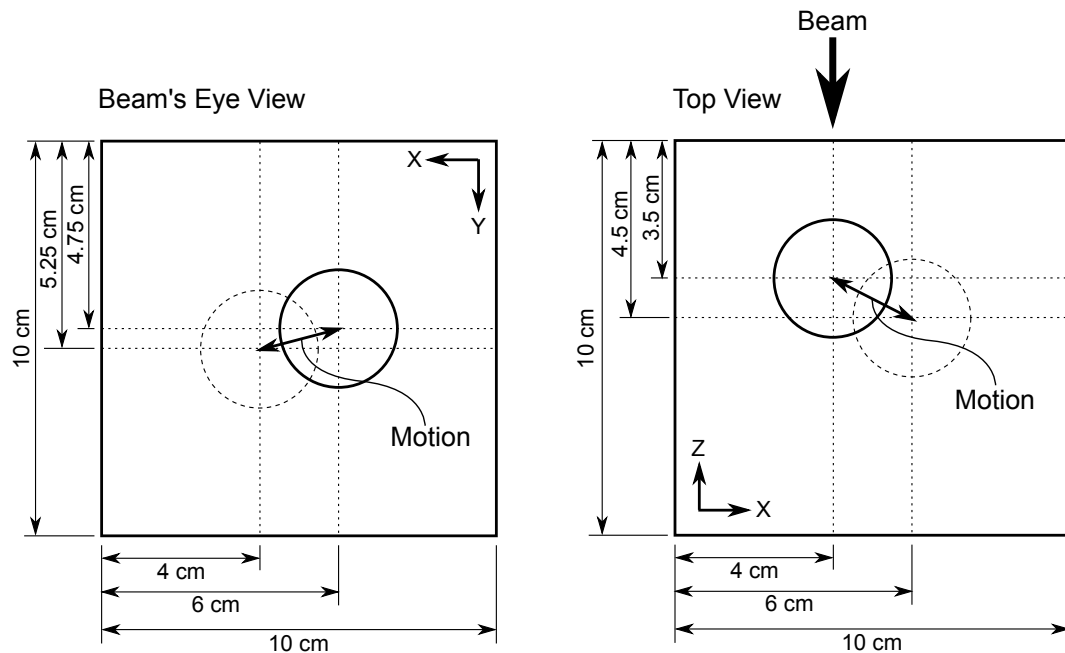 Beam
Beam's Eye View
Top View
X
Y
10 cm
5.25 cm
4.75 cm
Motion
4 cm
6 cm
10 cm
10 cm
4.5 cm
3.5 cm
Motion
Z
X
4 cm
6 cm
10 cm